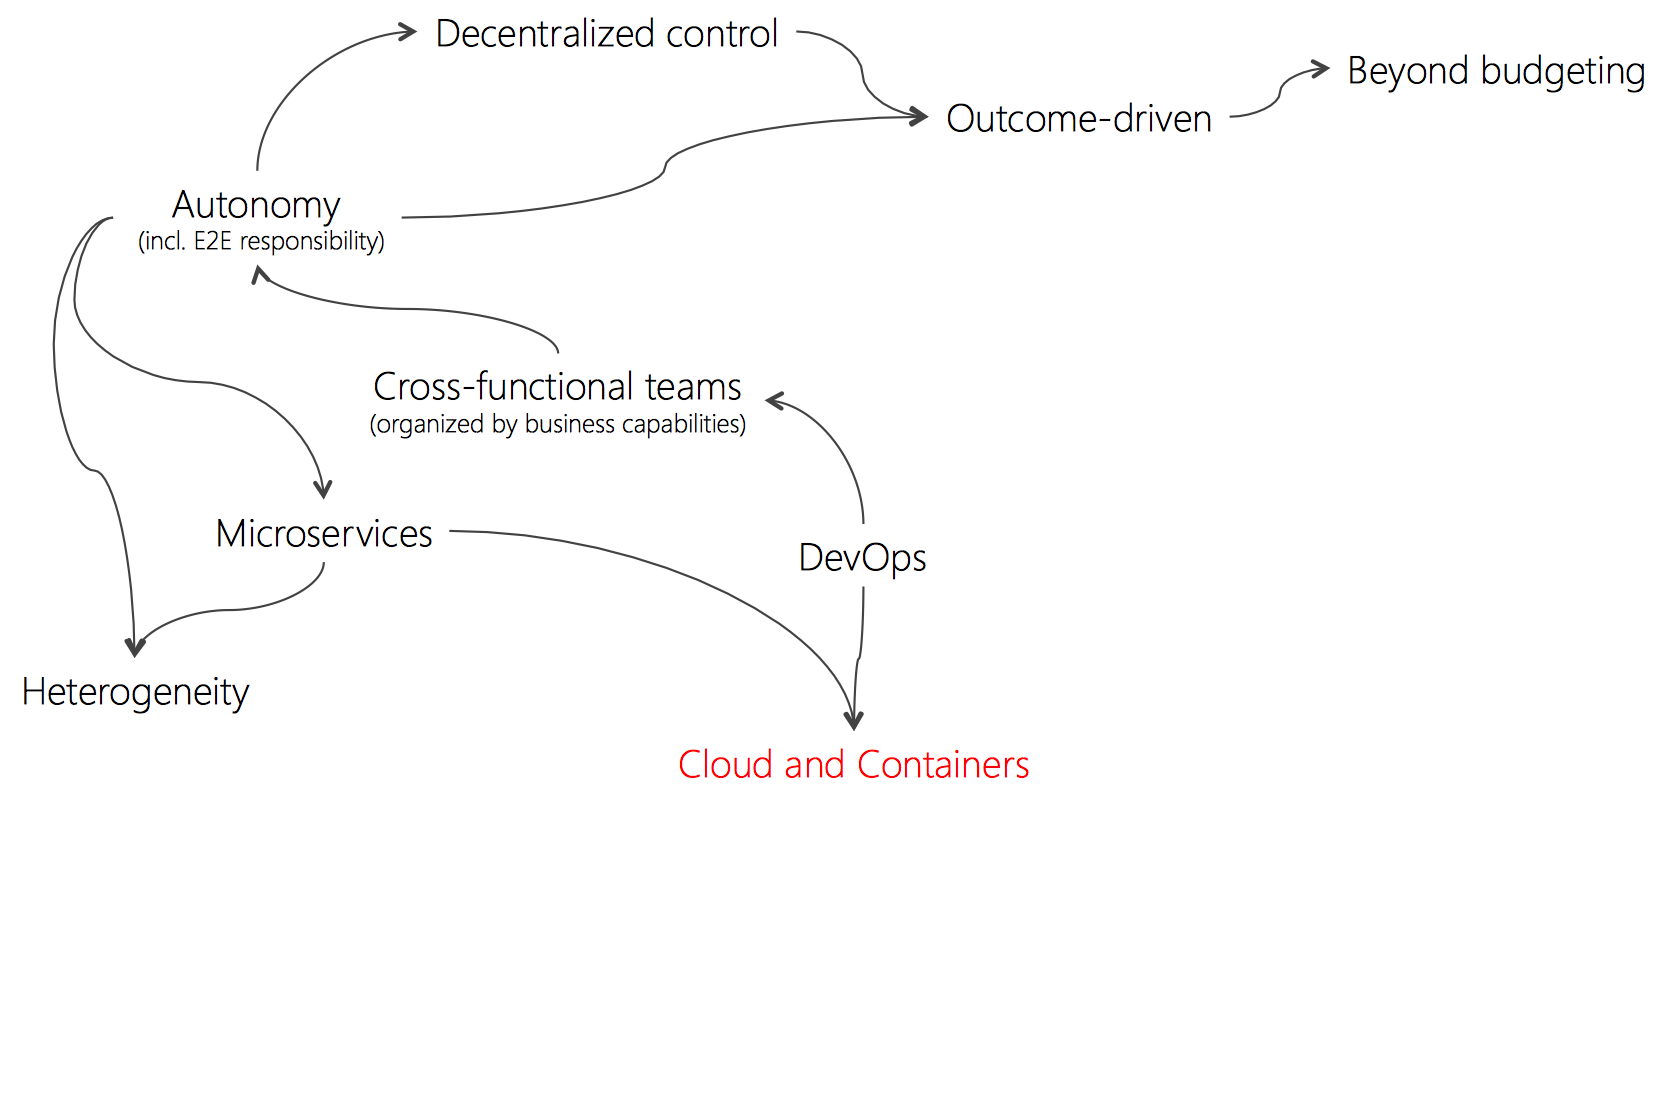 Decentralized control
Beyond budgeting
Outcome-driven
Autonomy
(incl. E2E responsibility)
Cross-functional teams
(organized by business capabilities)
Microservices
DevOps
Heterogeneity
Cloud and Containers